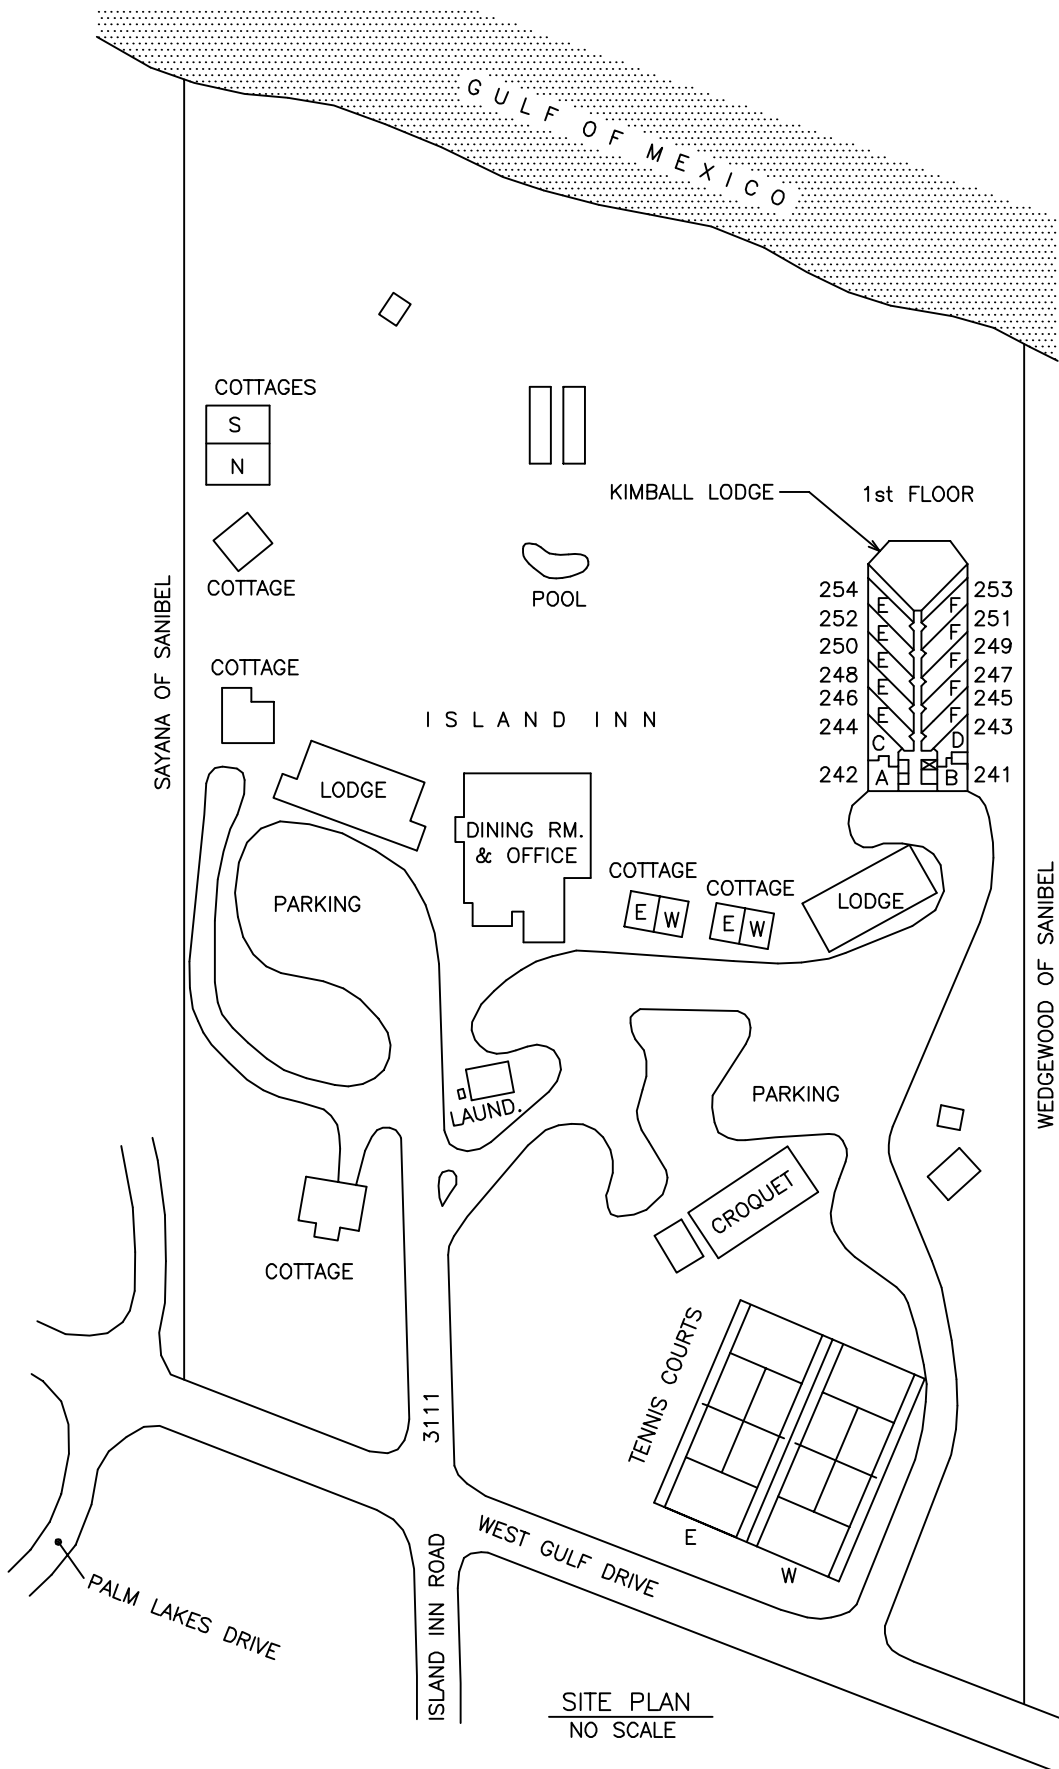 GULF OF MEXICO
COTTAGES
S
N
KIMBALL LODGE
1st FLOOR
COTTAGE
POOL
SAYANA OF SANIBEL
254
E
F
253
252
E
F
251
250
E
F
249
248
E
F
247
246
E
F
245
244
C
D
243
242
A
B
241
COTTAGE
ISLAND INN
LODGE
DINING RM.
& OFFICE
PARKING
COTTAGE
E
W
COTTAGE
E
W
LODGE
WEDGEWOOD OF SANIBEL
LAUND.
PARKING
CROQUET
COTTAGE
TENNIS COURTS
3111
E
W
WEST GULF DRIVE
PALM LAKES DRIVE
ISLAND INN ROAD
SITE PLAN
NO SCALE